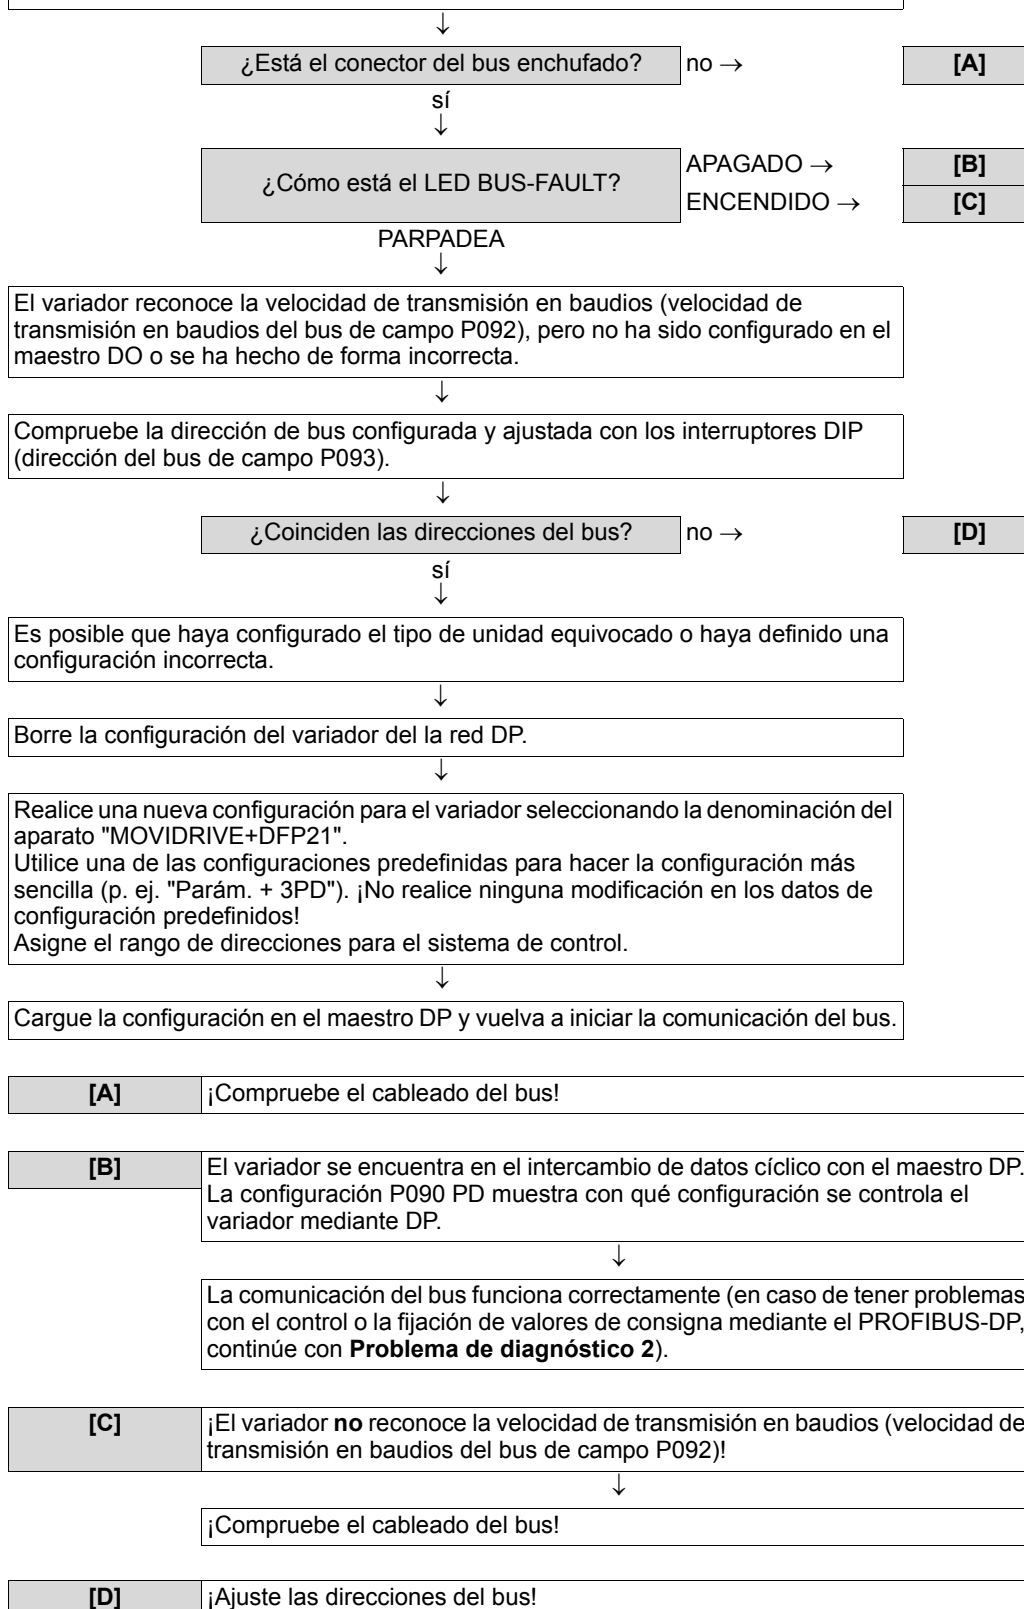 ¿Está el conector del bus enchufado? no → [A]
sí
↓
¿Cómo está el LED BUS-FAULT?
APAGADO → [B]
ENCENDIDO → [C]
PARPADEA
↓
El variador reconoce la velocidad de transmisión en baudios (velocidad de
transmisión en baudios del bus de campo P092), pero no ha sido configurado en el
maestro DO o se ha hecho de forma incorrecta.
↓
Compruebe la dirección de bus configurada y ajustada con los interruptores DIP
(dirección del bus de campo P093).
↓
¿Coinciden las direcciones del bus? no → [D]
sí
↓
Es posible que haya configurado el tipo de unidad equivocado o haya definido una
configuración incorrecta.
↓
Borre la configuración del variador del la red DP.
↓
Realice una nueva configuración para el variador seleccionando la denominación del
aparato "MOVIDRIVE+DFP21".
Utilice una de las configuraciones predefinidas para hacer la configuración más
sencilla (p. ej. "Parám. + 3PD"). ¡No realice ninguna modificación en los datos de
configuración predefinidos!
Asigne el rango de direcciones para el sistema de control.
↓
Cargue la configuración en el maestro DP y vuelva a iniciar la comunicación del bus.
[A] ¡Compruebe el cableado del bus!
[B] El variador se encuentra en el intercambio de datos cíclico con el maestro DP.
La configuración P090 PD muestra con qué configuración se controla el
variador mediante DP.
↓
La comunicación del bus funciona correctamente (en caso de tener problemas
con el control o la fijación de valores de consigna mediante el PROFIBUS-DP,
continúe con Problema de diagnóstico 2).
[C] ¡El variador no reconoce la velocidad de transmisión en baudios (velocidad de
transmisión en baudios del bus de campo P092)!
↓
¡Compruebe el cableado del bus!
[D] ¡Ajuste las direcciones del bus!